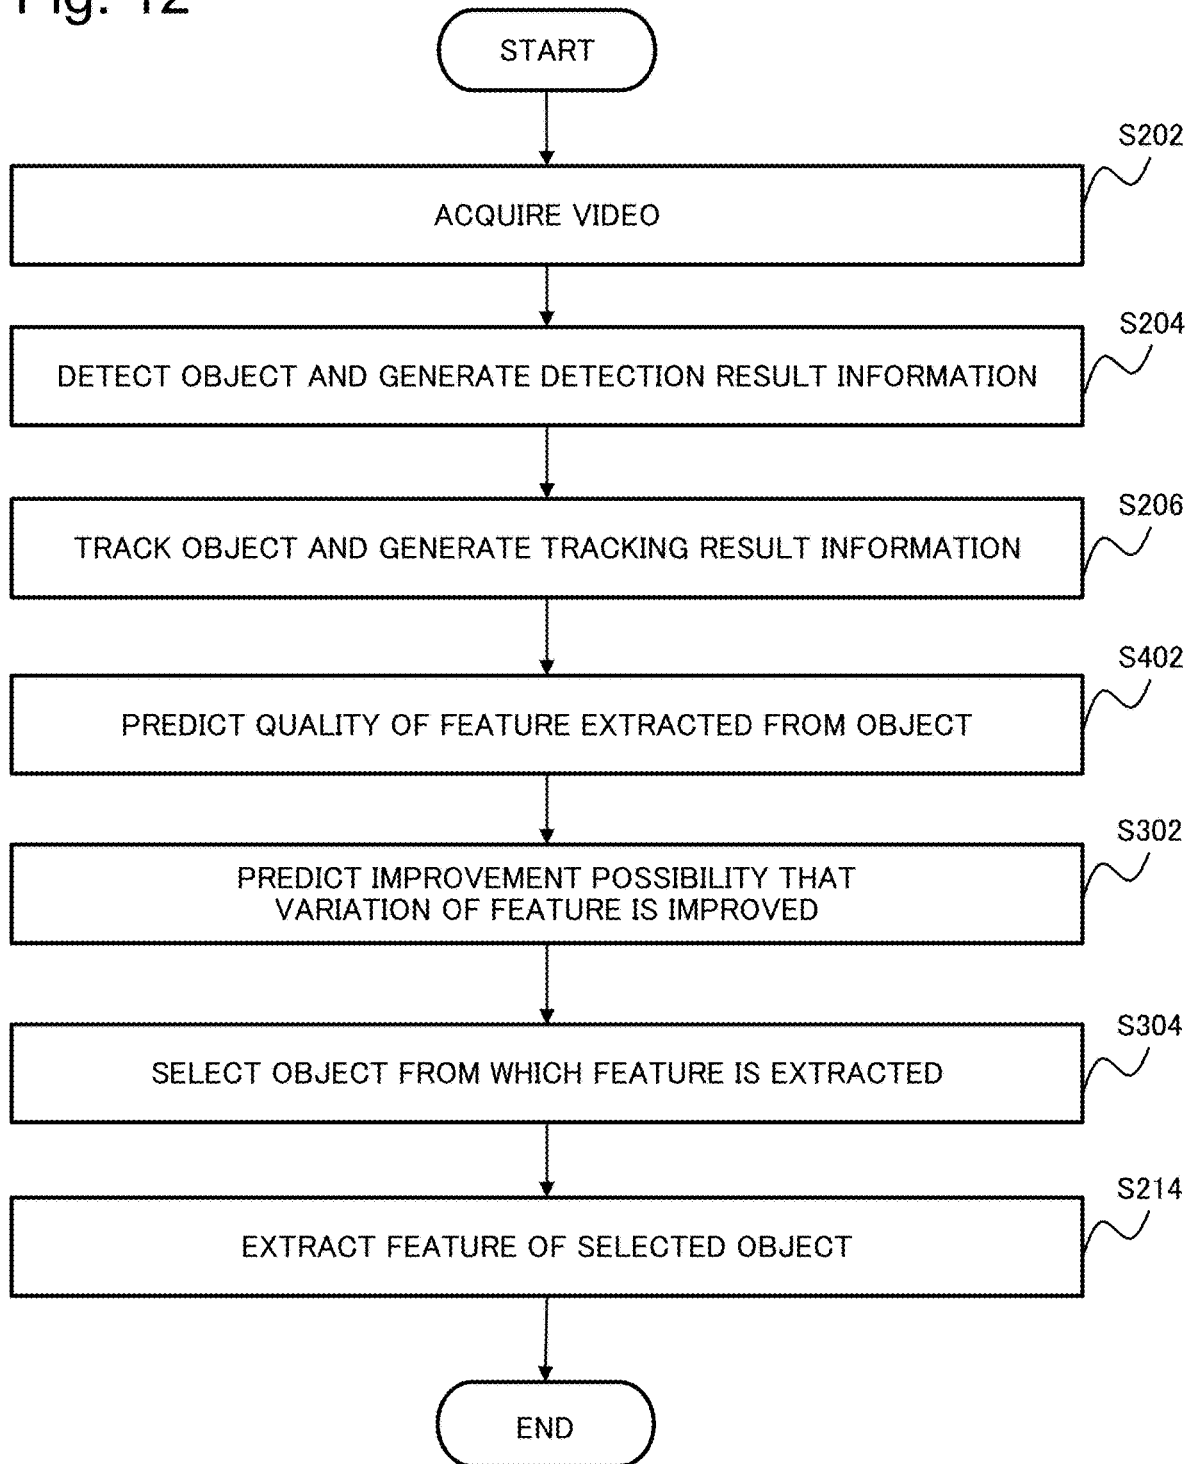 Fig. 12
START
S202
ACQUIRE VIDEO
S204
DETECT OBJECT AND GENERATE DETECTION RESULT INFORMATION
S206
TRACK OBJECT AND GENERATE TRACKING RESULT INFORMATION
S402
PREDICT QUALITY OF FEATURE EXTRACTED FROM OBJECT
S302
PREDICT IMPROVEMENT POSSIBILITY THAT
VARIATION OF FEATURE IS IMPROVED
S304
SELECT OBJECT FROM WHICH FEATURE IS EXTRACTED
S214
EXTRACT FEATURE OF SELECTED OBJECT
END